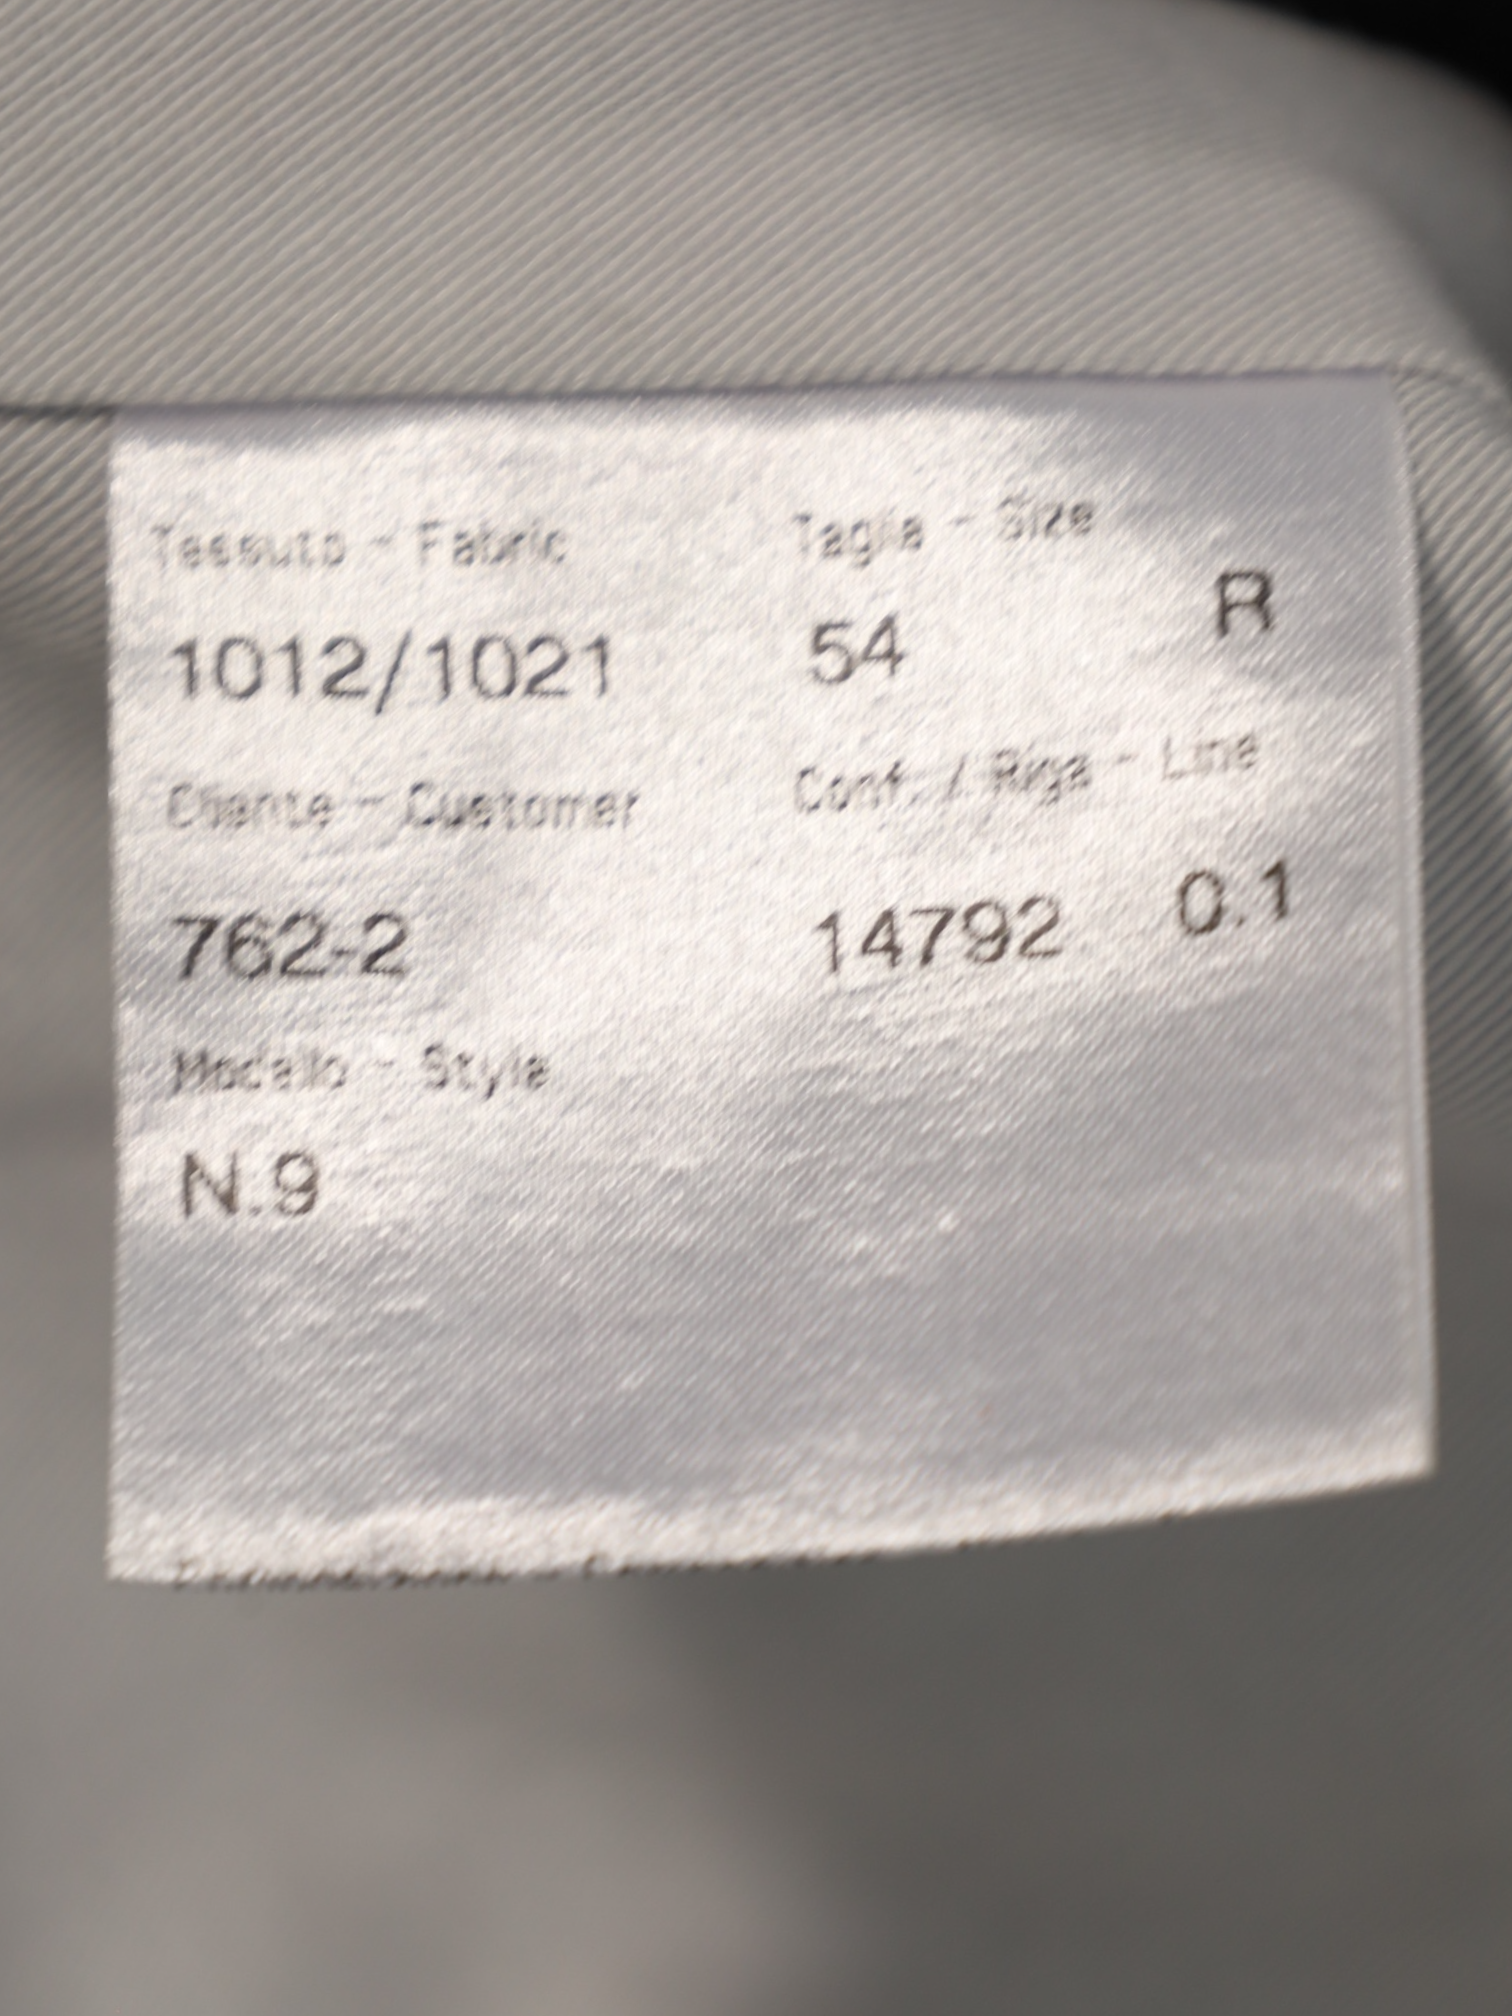 Tessuto - Fabric
Taglia - Size
1012/1021
54
R
Cliente - Customer
Conf. / Riga - Line
762-2
14792
0.1
Modello - Style
N.9